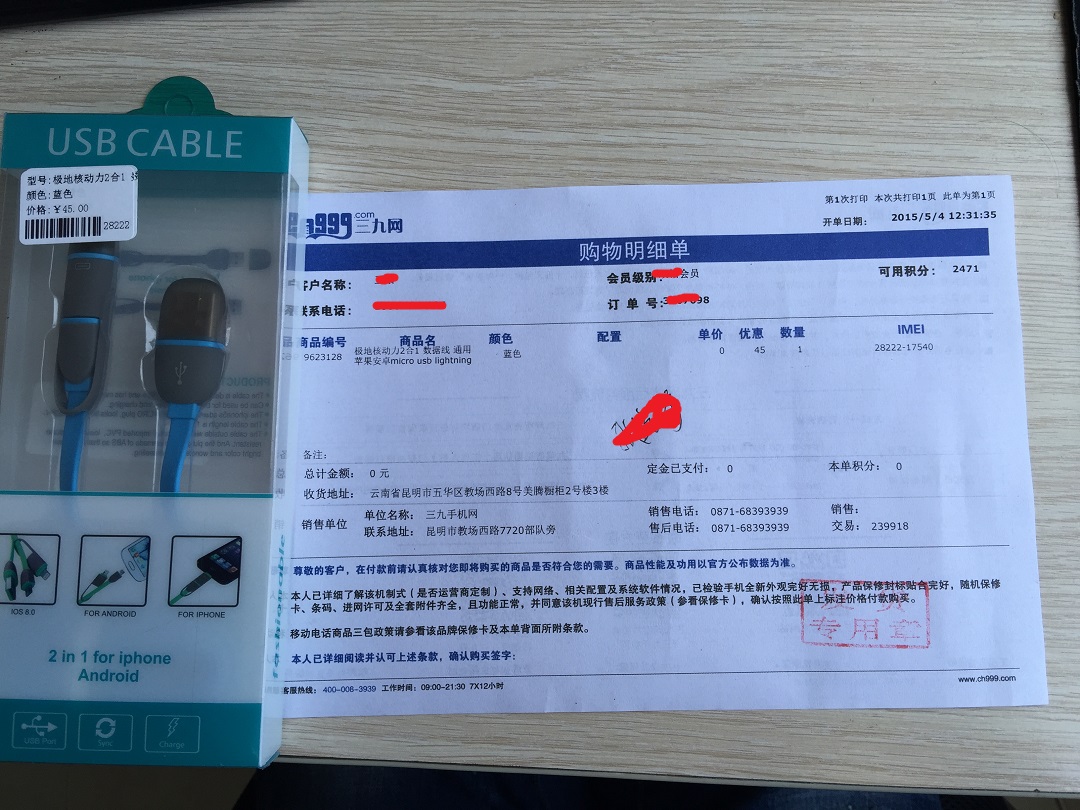 USB CABLE
型号:极地核动力2合1
颜色:蓝色
价格:￥45.00
28222
IOS 8.0
FOR ANDROID
FOR IPHONE
2 in 1 for iphone
Android
USB Port
Sync
Charge
第1次打印 本次共打印1页 此单为第1页
开单日期: 2015/5/4 12:31:35
h999.com
三九网
购物明细单
客户名称:
会员级别:
会员
可用积分: 2471
联系电话:
订 单 号:
098
商品编号 商品名 颜色 配置 单价 优惠 数量 IMEI
9623128 极地核动力2合1 数据线 通用 蓝色 0 45 1 28222-17540
苹果安卓micro usb lightning
备注:
总计金额: 0 元 定金已支付: 0 本单积分: 0
收货地址: 云南省昆明市五华区教场西路8号美腾橱柜2号楼3楼
销售单位
单位名称: 三九手机网 销售电话: 0871-68393939 销售:
联系地址: 昆明市教场西路7720部队旁 售后电话: 0871-68393939 交易: 239918
尊敬的客户，在付款前请认真核对您即将购买的商品是否符合您的需要。商品性能及功用以官方公布数据为准。
本人已详细了解该机制式（是否运营商定制）、支持网络、相关配置及系统软件情况，已检验手机全新外观完好无损，产品保修封标贴合完好，随机保修
卡、条码、进网许可及全套附件齐全，且功能正常，并同意该机现行售后服务政策（参看保修卡），确认按照此单上标注价格付款购买。
移动电话商品三包政策请参看该品牌保修卡及本单背面所附条款。
专用章
本人已详细阅读并认可上述条款，确认购买签字:
客服热线: 400-008-3939 工作时间: 09:00-21:30 7X12小时
www.ch999.com